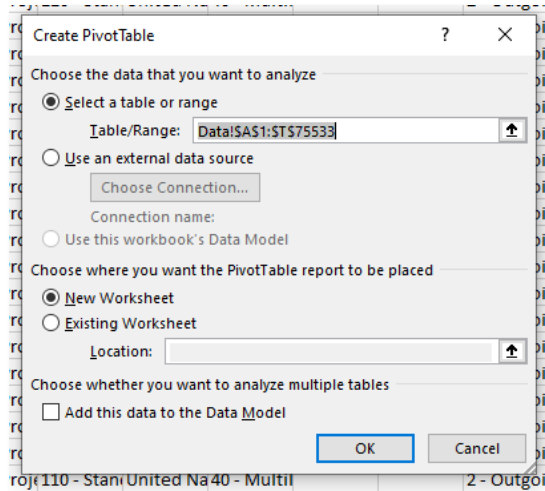 Create PivotTable ? ×
Choose the data that you want to analyze
Select a table or range
Table/Range: Data!$A$1:$T$75533
Use an external data source
Choose Connection...
Connection name:
Use this workbook's Data Model
Choose where you want the PivotTable report to be placed
New Worksheet
Existing Worksheet
Location:
Choose whether you want to analyze multiple tables
Add this data to the Data Model
OK Cancel
roje 110 - Stan United Na 40 - Multil 2 - Outgoi